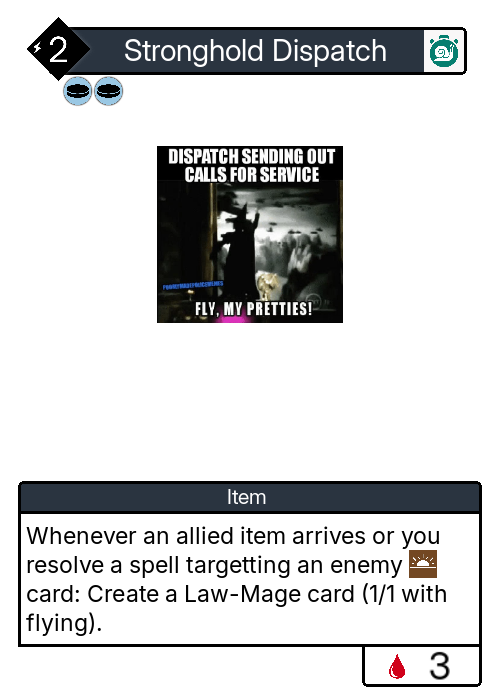 2
Stronghold Dispatch
DISPATCH SENDING OUT
CALLS FOR SERVICE
FLY, MY PRETTIES!
Item
Whenever an allied item arrives or you
resolve a spell targetting an enemy
card: Create a Law-Mage card (1/1 with
flying).
3